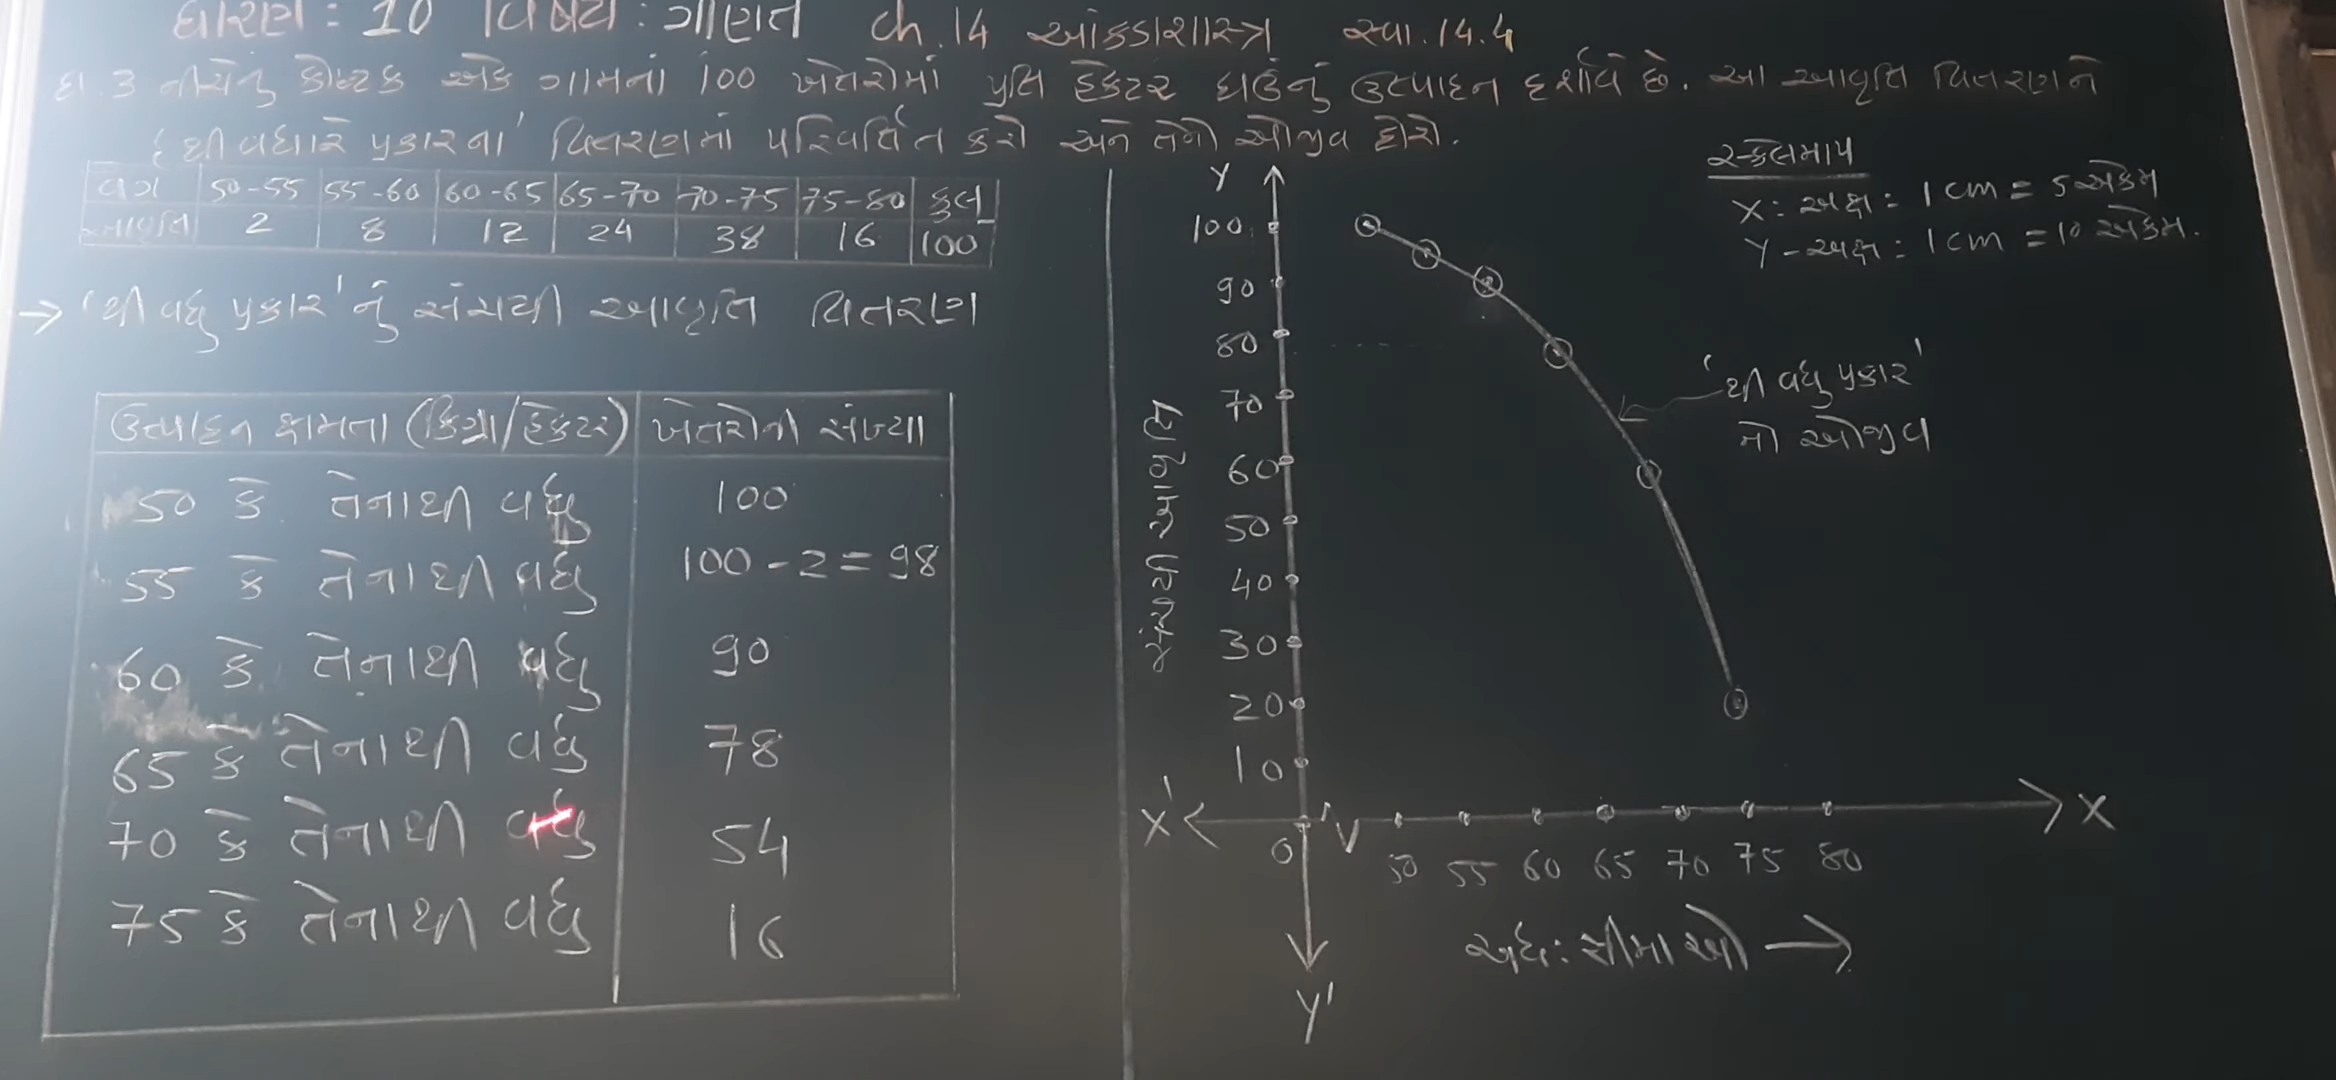 ધોરણ : 10 વિષય : ગણિત ch.14 આંકડાશાસ્ત્ર સ્વા.14.4
દા.3 નીચેનું કોષ્ટક એક ગામનાં 100 ખેતરોમાં પ્રતિ હેક્ટર ઘઉંનું ઉત્પાદન દર્શાવે છે. આ આવૃત્તિ વિતરણને
'થી વધારે પ્રકારના' વિતરણમાં પરિવર્તિત કરો અને તેનો ઓજીવ દોરો.
વર્ગ 50-55 55-60 60-65 65-70 70-75 75-80 કુલ
આવૃત્તિ 2 8 12 24 38 16 100
→ 'થી વધુ પ્રકાર' નું સંચયી આવૃત્તિ વિતરણ
ઉત્પાદન ક્ષમતા (કિગ્રા/હેક્ટર) ખેતરોની સંખ્યા
50 કે તેનાથી વધુ 100
55 કે તેનાથી વધુ 100 - 2 = 98
60 કે તેનાથી વધુ 90
65 કે તેનાથી વધુ 78
70 કે તેનાથી વધુ 54
75 કે તેનાથી વધુ 16
સ્કેલમાપ
X: અક્ષ : 1 cm = 5 એકમ
Y - અક્ષ : 1 cm = 10 એકમ.
Y
100
90
80
70
60
50
40
30
20
10
સંચયી આવૃત્તિ
'થી વધુ પ્રકાર'
નો ઓજીવ
X' X
0 50 55 60 65 70 75 80
અધ: સીમાઓ →
Y'